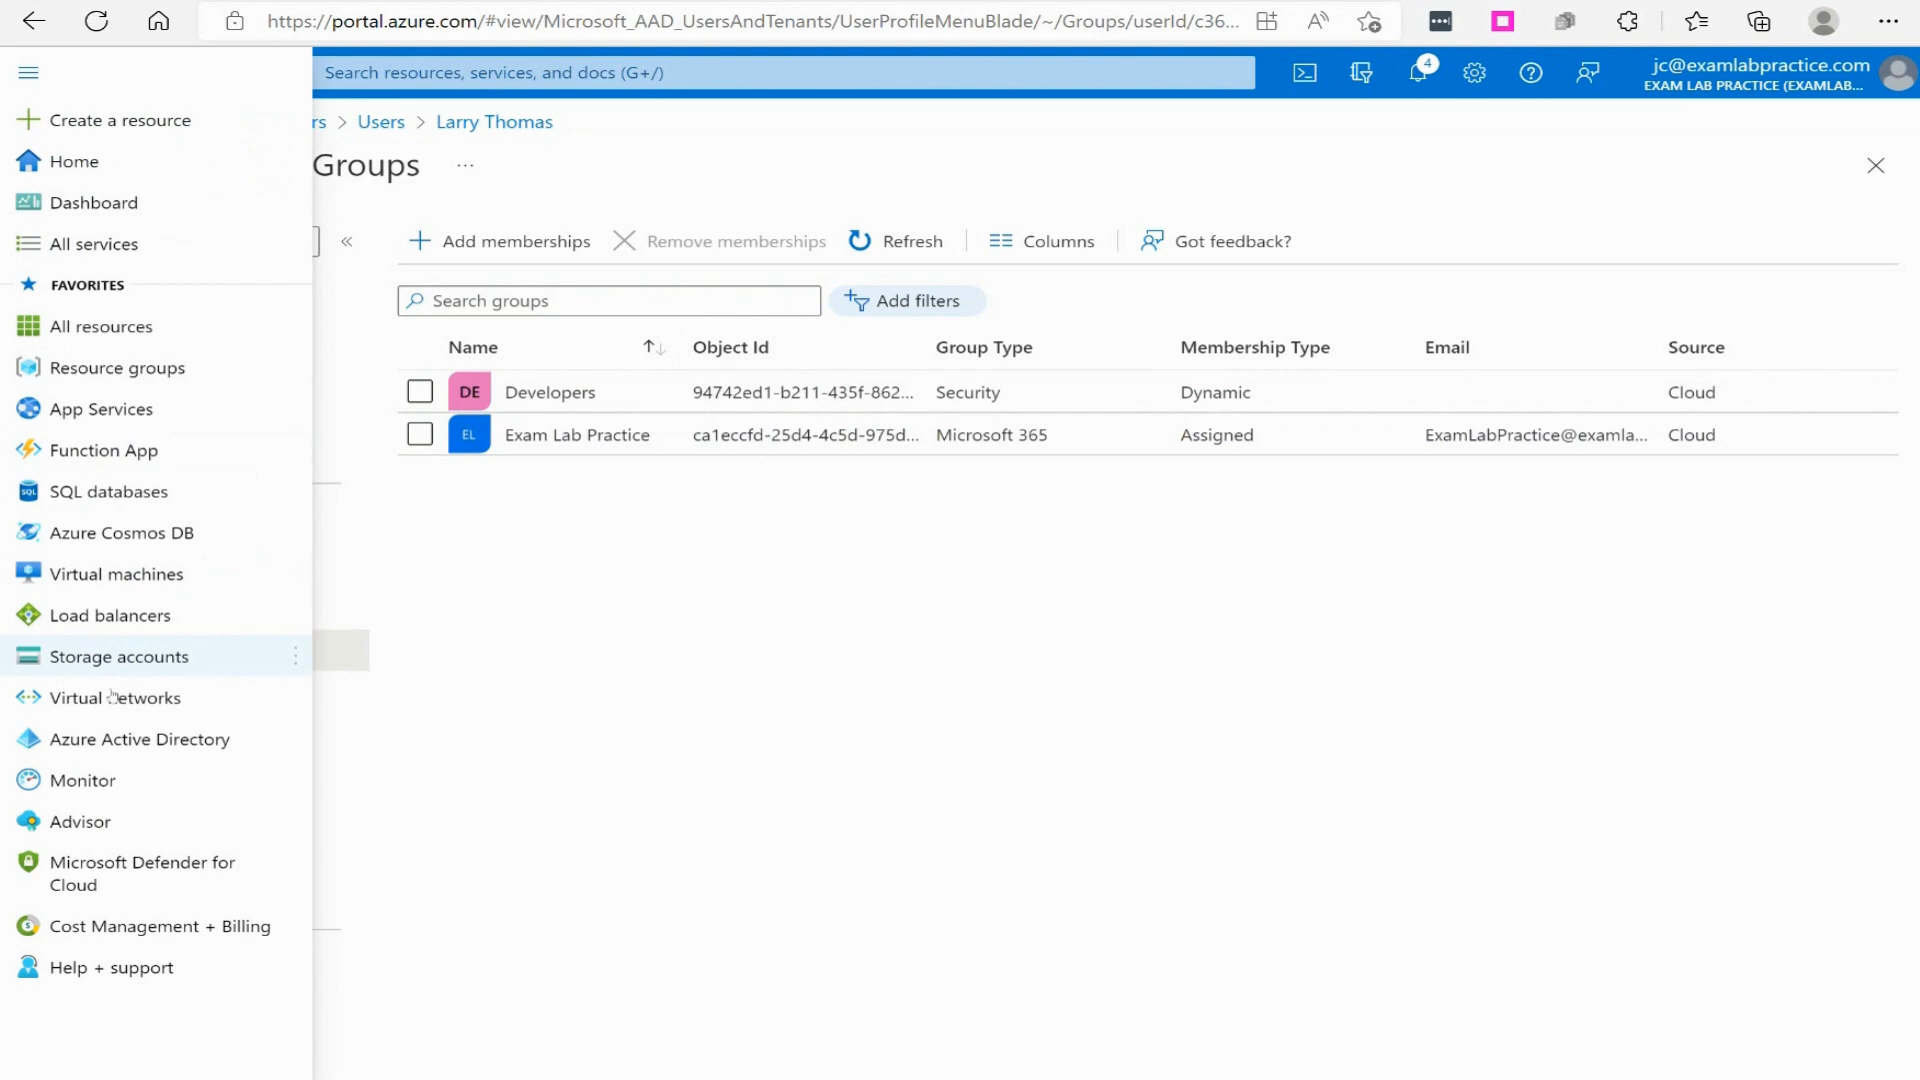 https://portal.azure.com/#view/Microsoft_AAD_UsersAndTenants/UserProfileMenuBlade/~/Groups/userId/c36...
Search resources, services, and docs (G+/)
4
jc@examlabpractice.com
EXAM LAB PRACTICE (EXAMLAB...
Create a resource
Home
Dashboard
All services
FAVORITES
All resources
Resource groups
App Services
Function App
SQL databases
Azure Cosmos DB
Virtual machines
Load balancers
Storage accounts
Virtual networks
Azure Active Directory
Monitor
Advisor
Microsoft Defender for
Cloud
Cost Management + Billing
Help + support
rs > Users > Larry Thomas
Groups ...
Add memberships Remove memberships Refresh Columns Got feedback?
Search groups Add filters
Name Object Id Group Type Membership Type Email Source
DE Developers 94742ed1-b211-435f-862... Security Dynamic Cloud
EL Exam Lab Practice ca1eccfd-25d4-4c5d-975d... Microsoft 365 Assigned ExamLabPractice@examla... Cloud